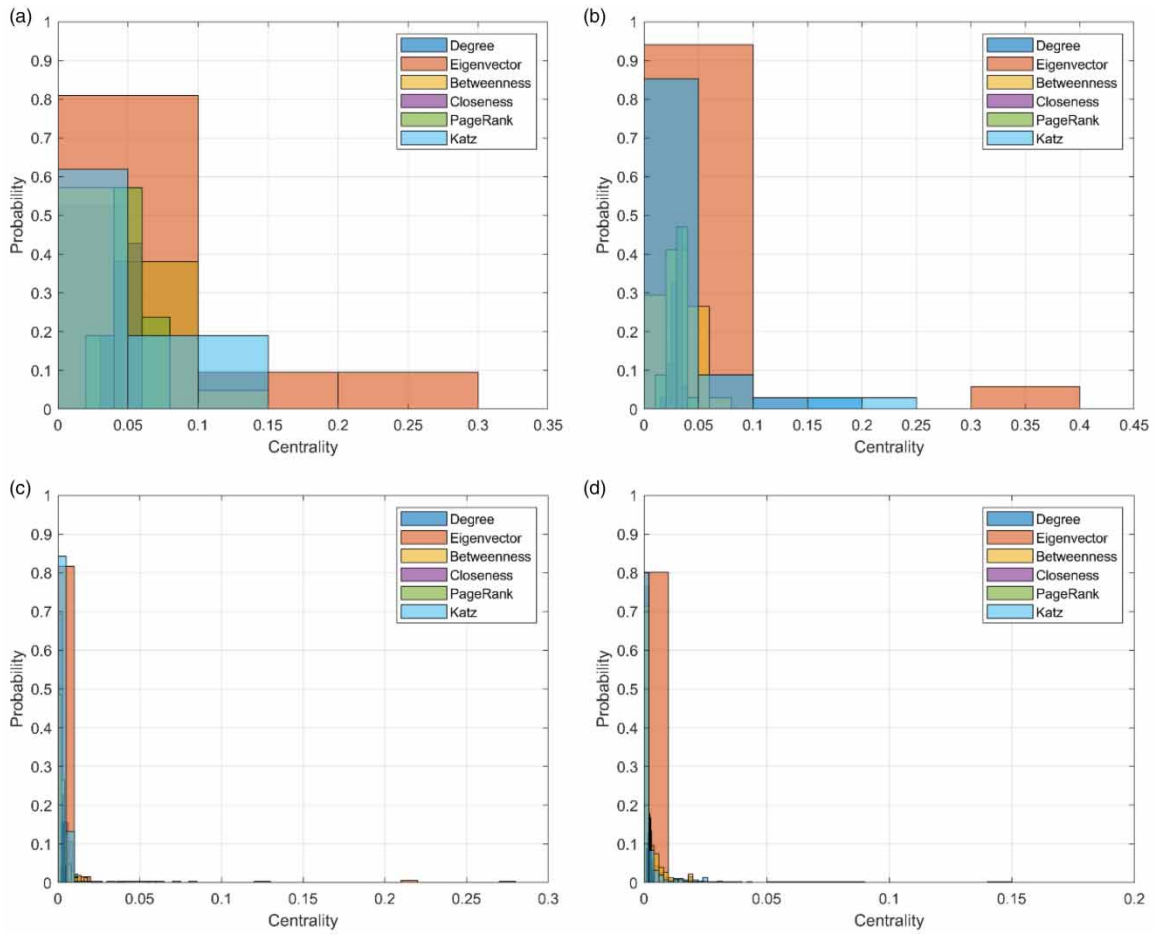 (a)
1
0.9
0.8
0.7
0.6
0.5
0.4
0.3
0.2
0.1
0
Probability
Degree
Eigenvector
Betweenness
Closeness
PageRank
Katz
0 0.05 0.1 0.15 0.2 0.25 0.3 0.35
Centrality
(b)
1
0.9
0.8
0.7
0.6
0.5
0.4
0.3
0.2
0.1
0
Probability
Degree
Eigenvector
Betweenness
Closeness
PageRank
Katz
0 0.05 0.1 0.15 0.2 0.25 0.3 0.35 0.4 0.45
Centrality
(c)
1
0.9
0.8
0.7
0.6
0.5
0.4
0.3
0.2
0.1
0
Probability
Degree
Eigenvector
Betweenness
Closeness
PageRank
Katz
0 0.05 0.1 0.15 0.2 0.25 0.3
Centrality
(d)
1
0.9
0.8
0.7
0.6
0.5
0.4
0.3
0.2
0.1
0
Probability
Degree
Eigenvector
Betweenness
Closeness
PageRank
Katz
0 0.05 0.1 0.15 0.2
Centrality